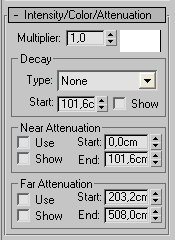 - Intensity/Color/Attenuation
Multiplier: 1,0
Decay
Type: None
Start: 101,6c Show
Near Attenuation
Use Start: 0,0cm
Show End: 101,6cm
Far Attenuation
Use Start: 203,2cm
Show End: 508,0cm